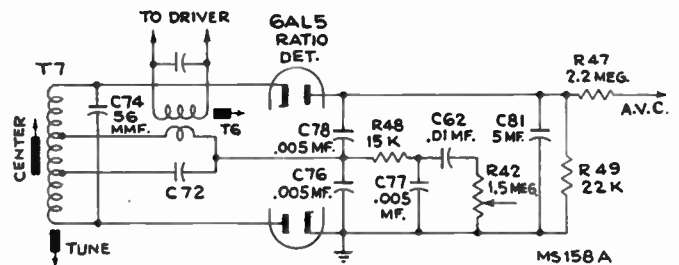 TO DRIVER
6AL5
RATIO
DET.
T7
C74
56
MMF.
T6
CENTER
C72
TUNE
C78
.005 MF.
C76
.005 MF.
R48
15 K
C77
.005
MF.
C62
.01 MF.
R42
1.5 MEG.
C81
5 MF.
R47
2.2 MEG.
A.V.C.
R49
22 K
MS158A